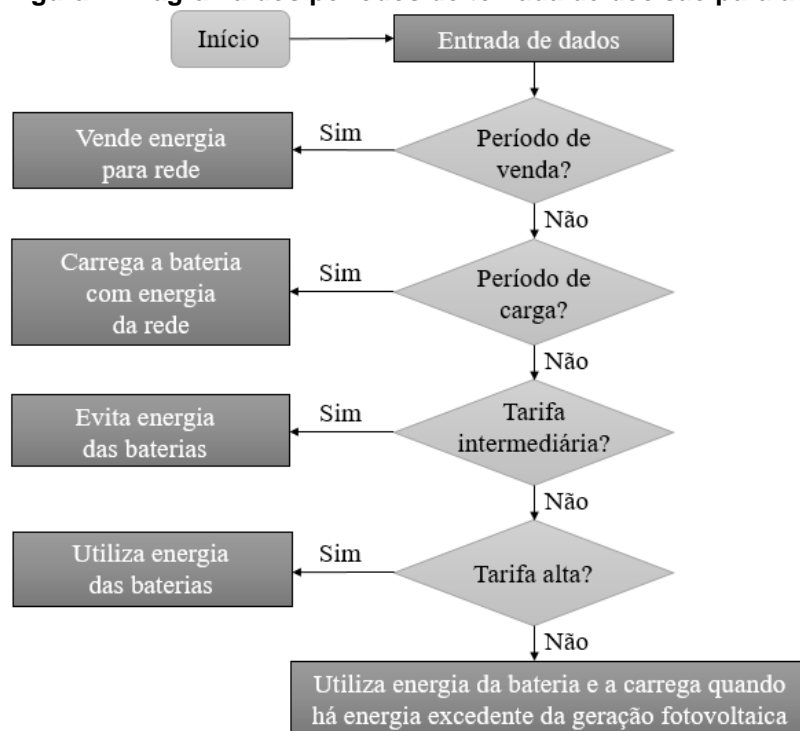 Início
Entrada de dados
Período de
venda?
Sim
Vende energia
para rede
Não
Período de
carga?
Sim
Carrega a bateria
com energia
da rede
Não
Tarifa
intermediária?
Sim
Evita energia
das baterias
Não
Tarifa alta?
Sim
Utiliza energia
das baterias
Não
Utiliza energia da bateria e a carrega quando
há energia excedente da geração fotovoltaica